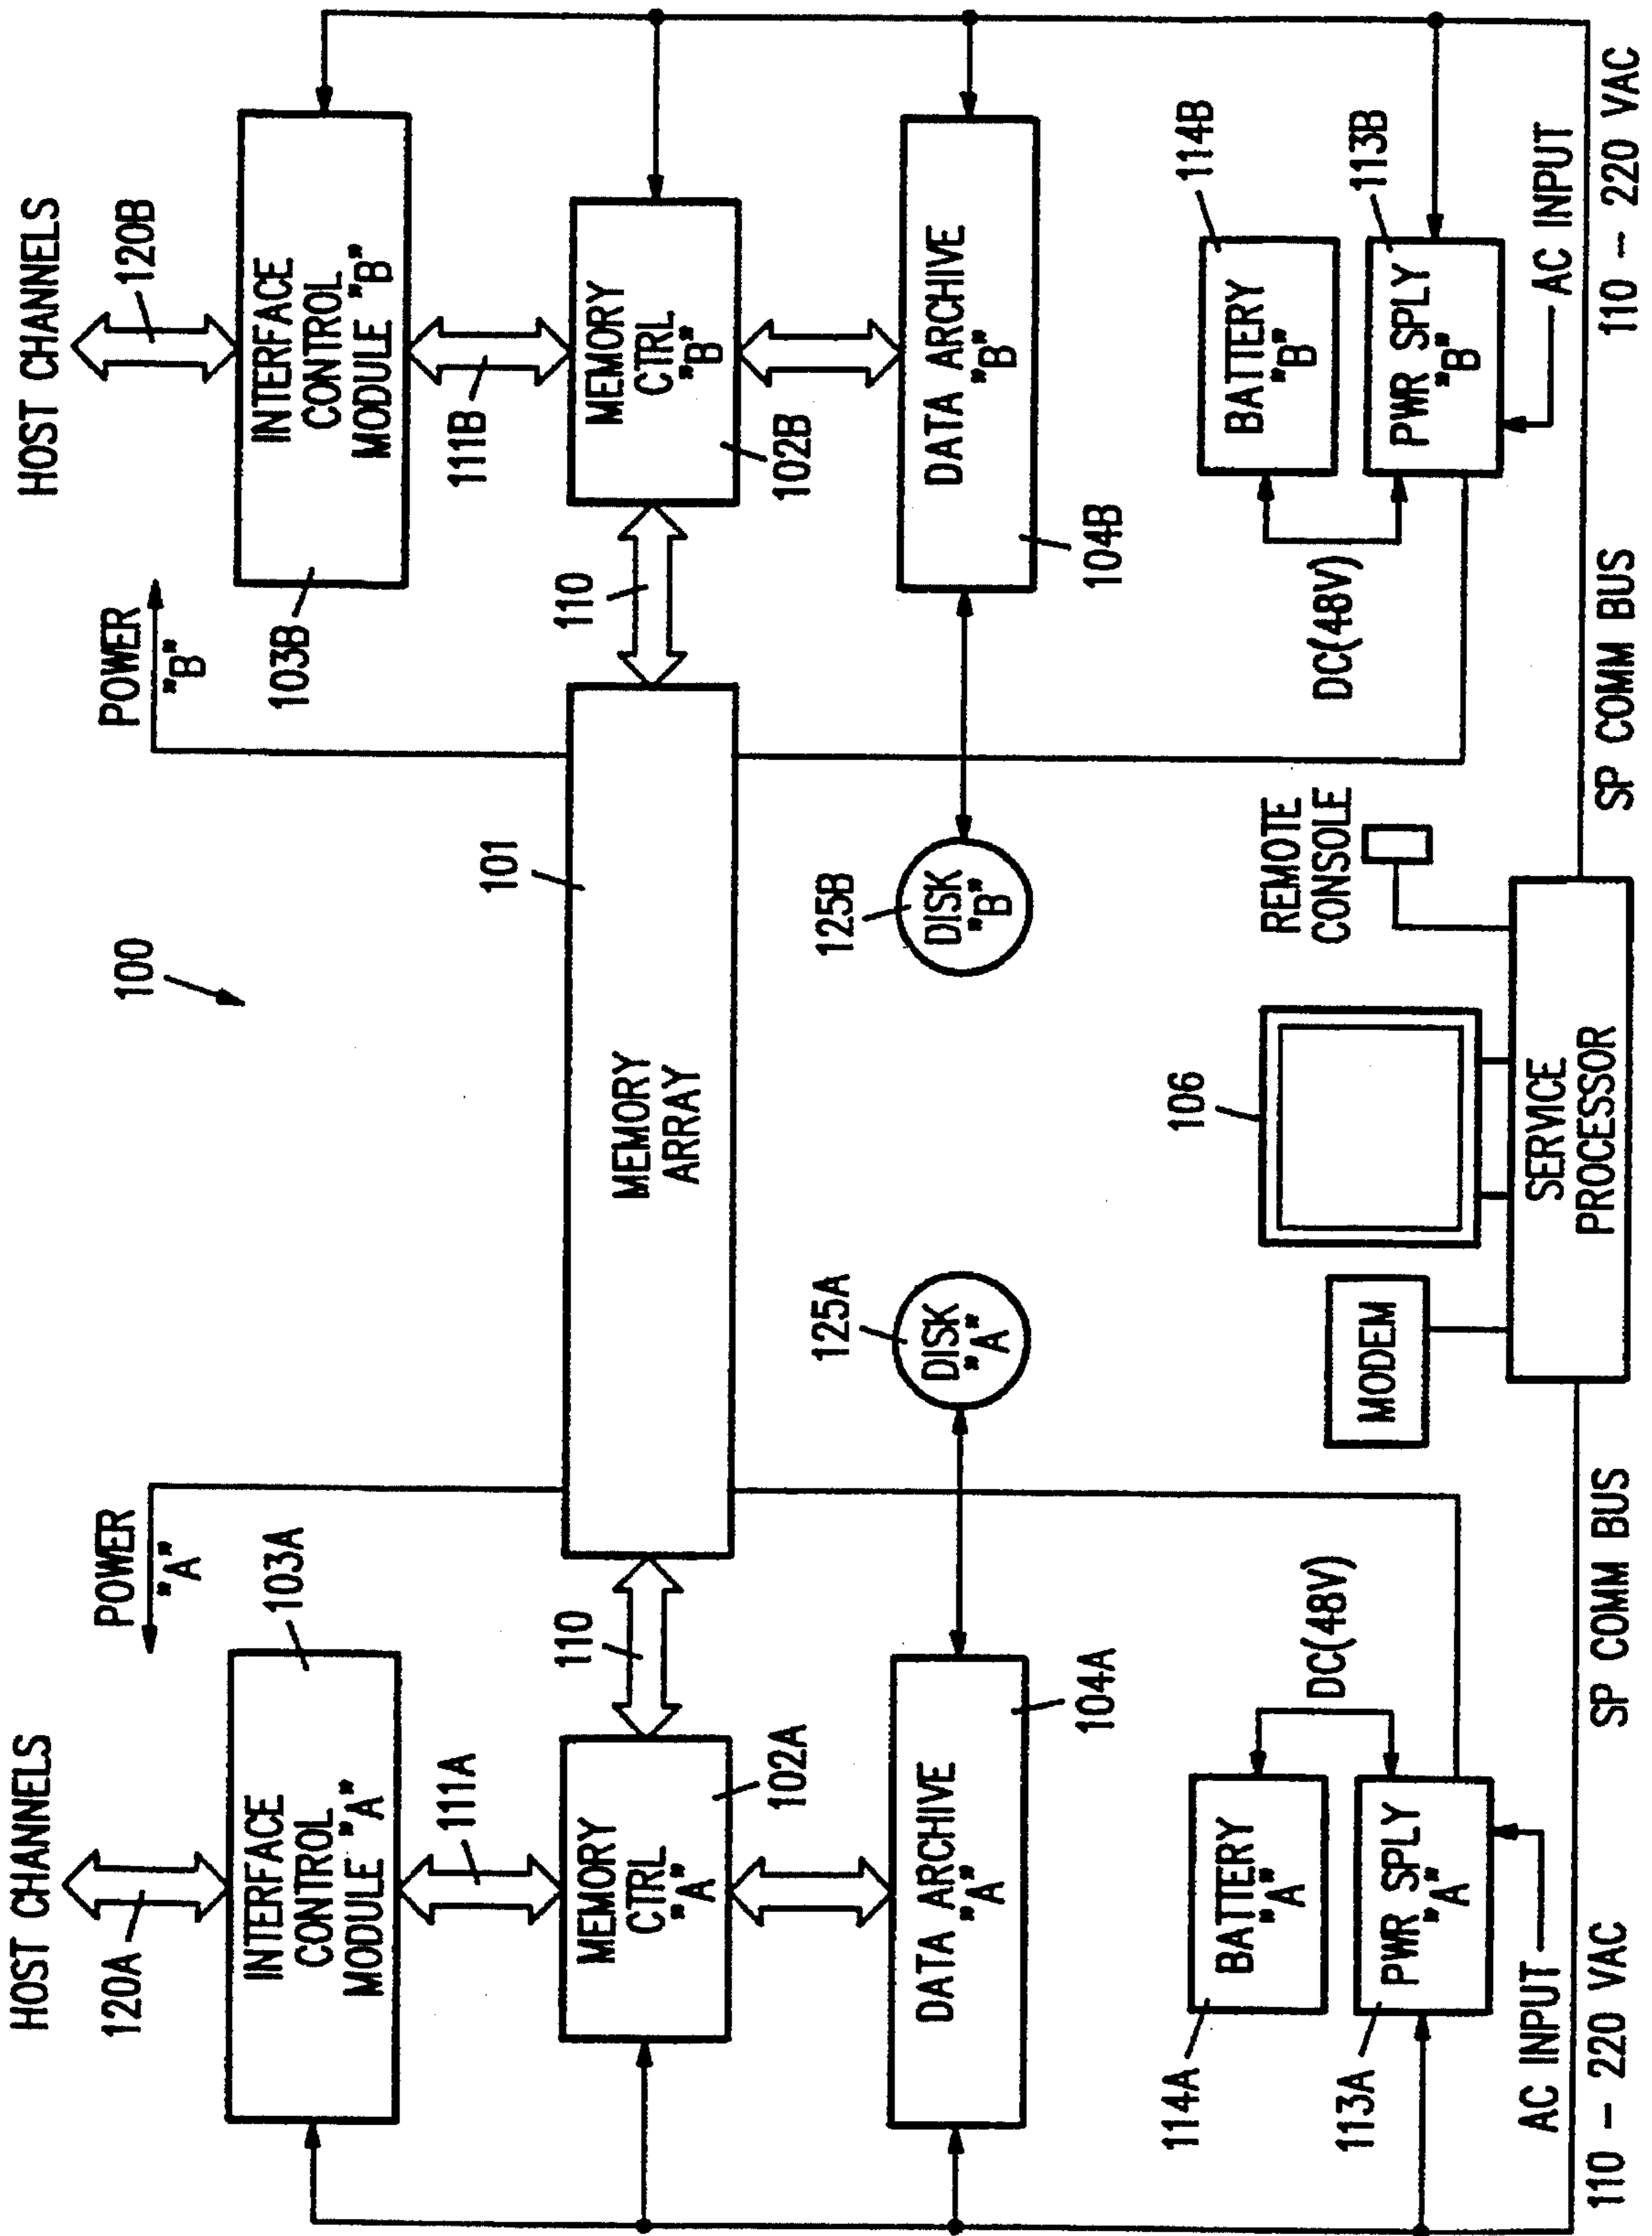 HOST CHANNELS
HOST CHANNELS
120A
120B
POWER
"A"
POWER
"B"
100
INTERFACE
CONTROL
MODULE "A"
103A
INTERFACE
CONTROL
MODULE "B"
103B
111A
111B
101
110
110
MEMORY
CTRL
"A"
102A
MEMORY
ARRAY
MEMORY
CTRL
"B"
102B
125A
125B
DATA ARCHIVE
"A"
104A
DISK
"A"
DISK
"B"
DATA ARCHIVE
"B"
104B
114A
BATTERY
"A"
DC(48V)
106
REMOTE
CONSOLE
DC(48V)
BATTERY
"B"
114B
113A
PWR SPLY
"A"
MODEM
PWR SPLY
"B"
113B
AC INPUT
SERVICE
PROCESSOR
AC INPUT
110 – 220 VAC
SP COMM BUS
SP COMM BUS
110 – 220 VAC